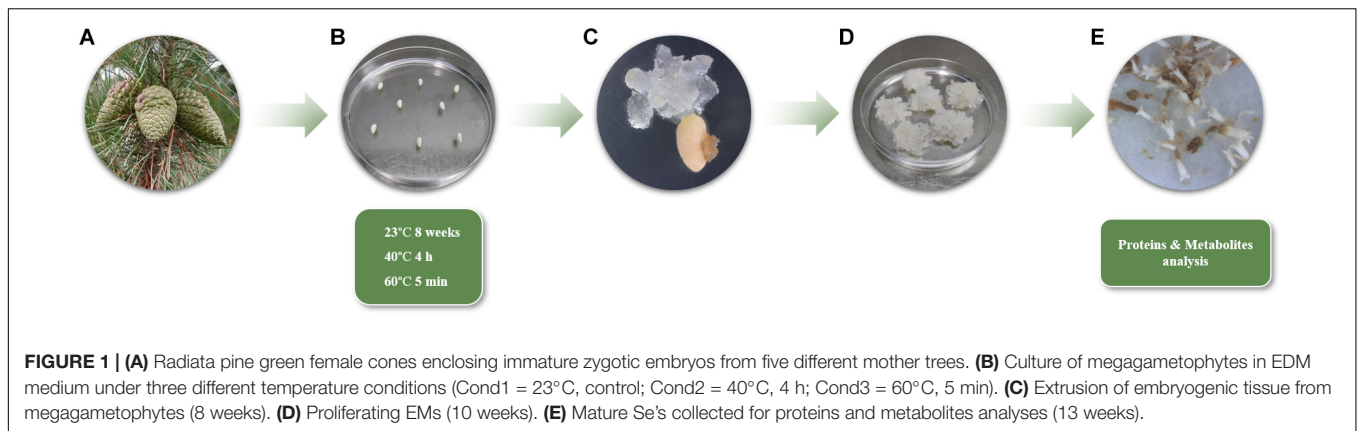 A
B
C
D
E
23°C 8 weeks
40°C 4 h
60°C 5 min
Proteins & Metabolites
analysis
FIGURE 1 | (A) Radiata pine green female cones enclosing immature zygotic embryos from five different mother trees. (B) Culture of megagametophytes in EDM
medium under three different temperature conditions (Cond1 = 23°C, control; Cond2 = 40°C, 4 h; Cond3 = 60°C, 5 min). (C) Extrusion of embryogenic tissue from
megagametophytes (8 weeks). (D) Proliferating EMs (10 weeks). (E) Mature Se's collected for proteins and metabolites analyses (13 weeks).